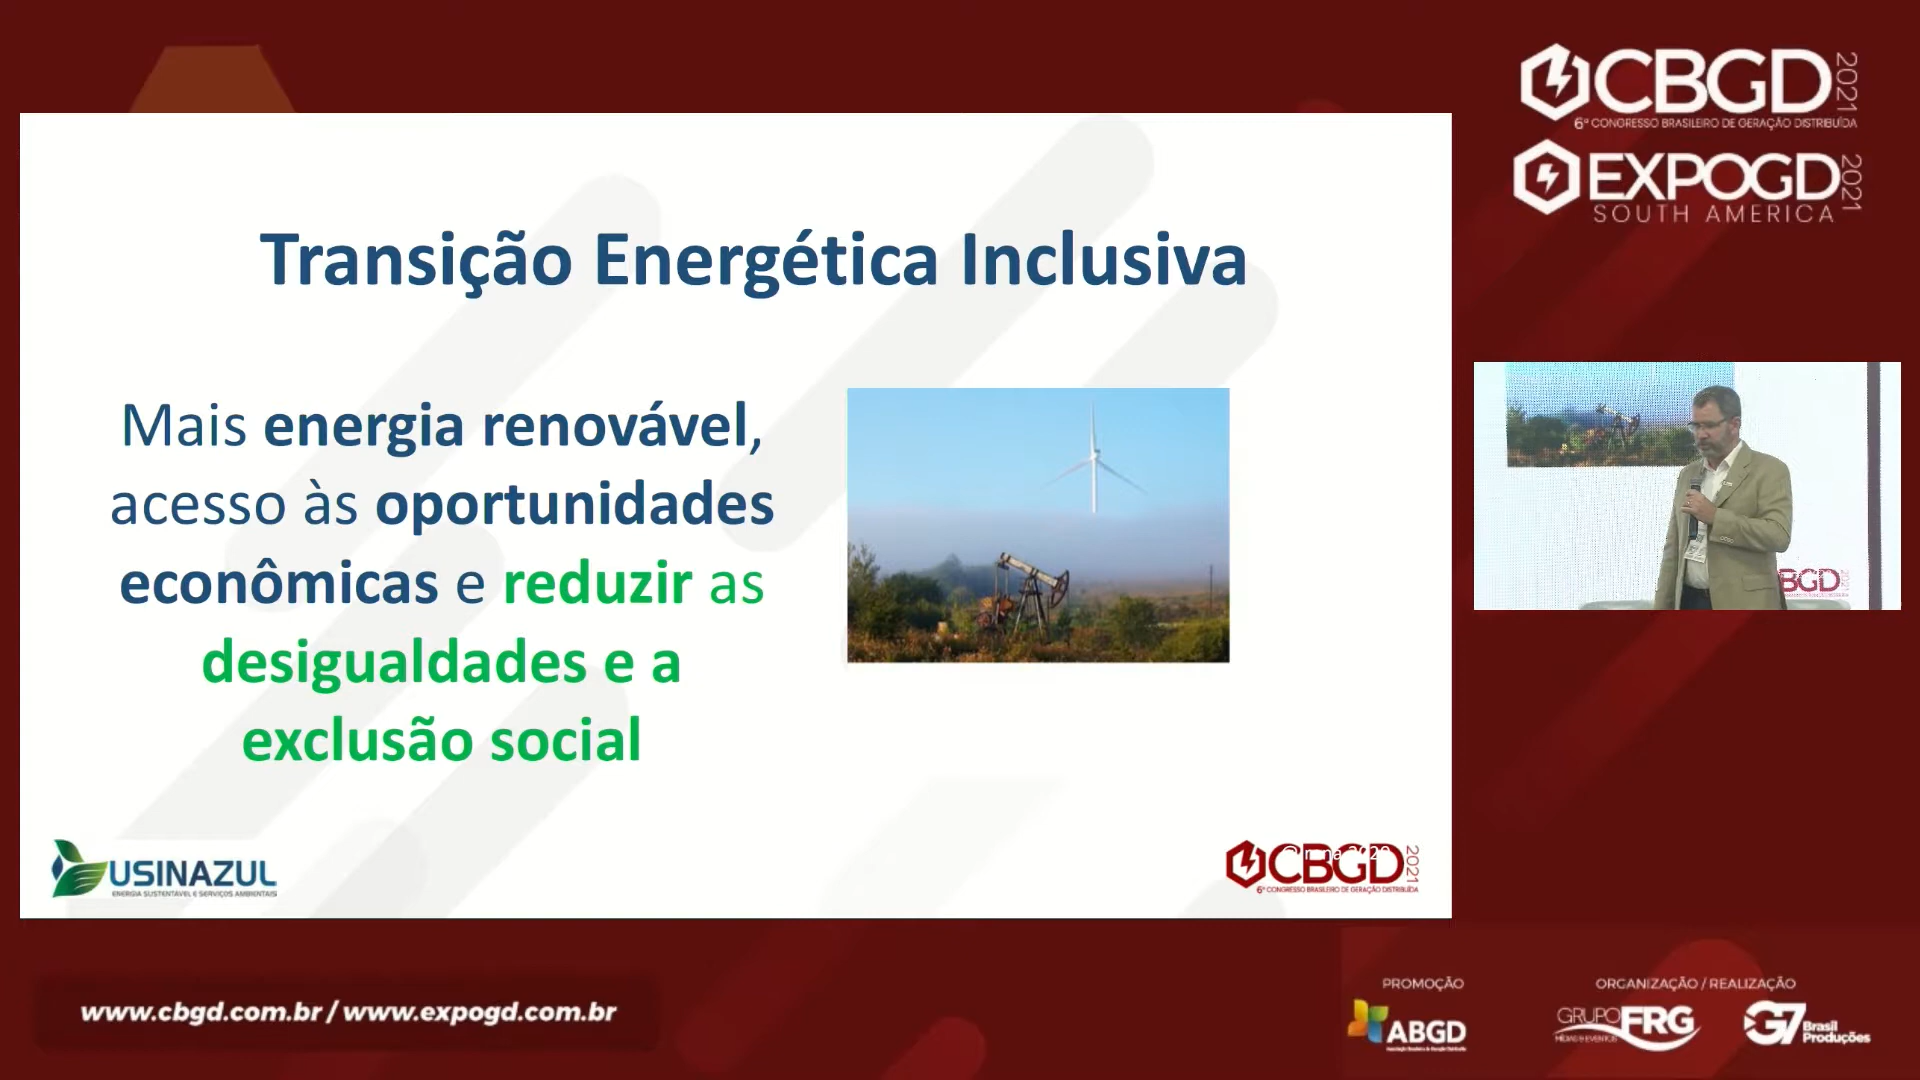 CBGD 2021
6º CONGRESSO BRASILEIRO DE GERAÇÃO DISTRIBUÍDA
EXPOGD 2021
SOUTH AMERICA
Transição Energética Inclusiva
Mais energia renovável,
acesso às oportunidades
econômicas e reduzir as
desigualdades e a
exclusão social
BGD
USINAZUL
ENERGIA SUSTENTÁVEL E SERVIÇOS AMBIENTAIS
CBGD 2021
6º CONGRESSO BRASILEIRO DE GERAÇÃO DISTRIBUÍDA
www.cbgd.com.br / www.expogd.com.br
PROMOÇÃO
ABGD
ORGANIZAÇÃO / REALIZAÇÃO
GRUPO FRG
MÍDIAS & EVENTOS
G7 Brasil
Produções